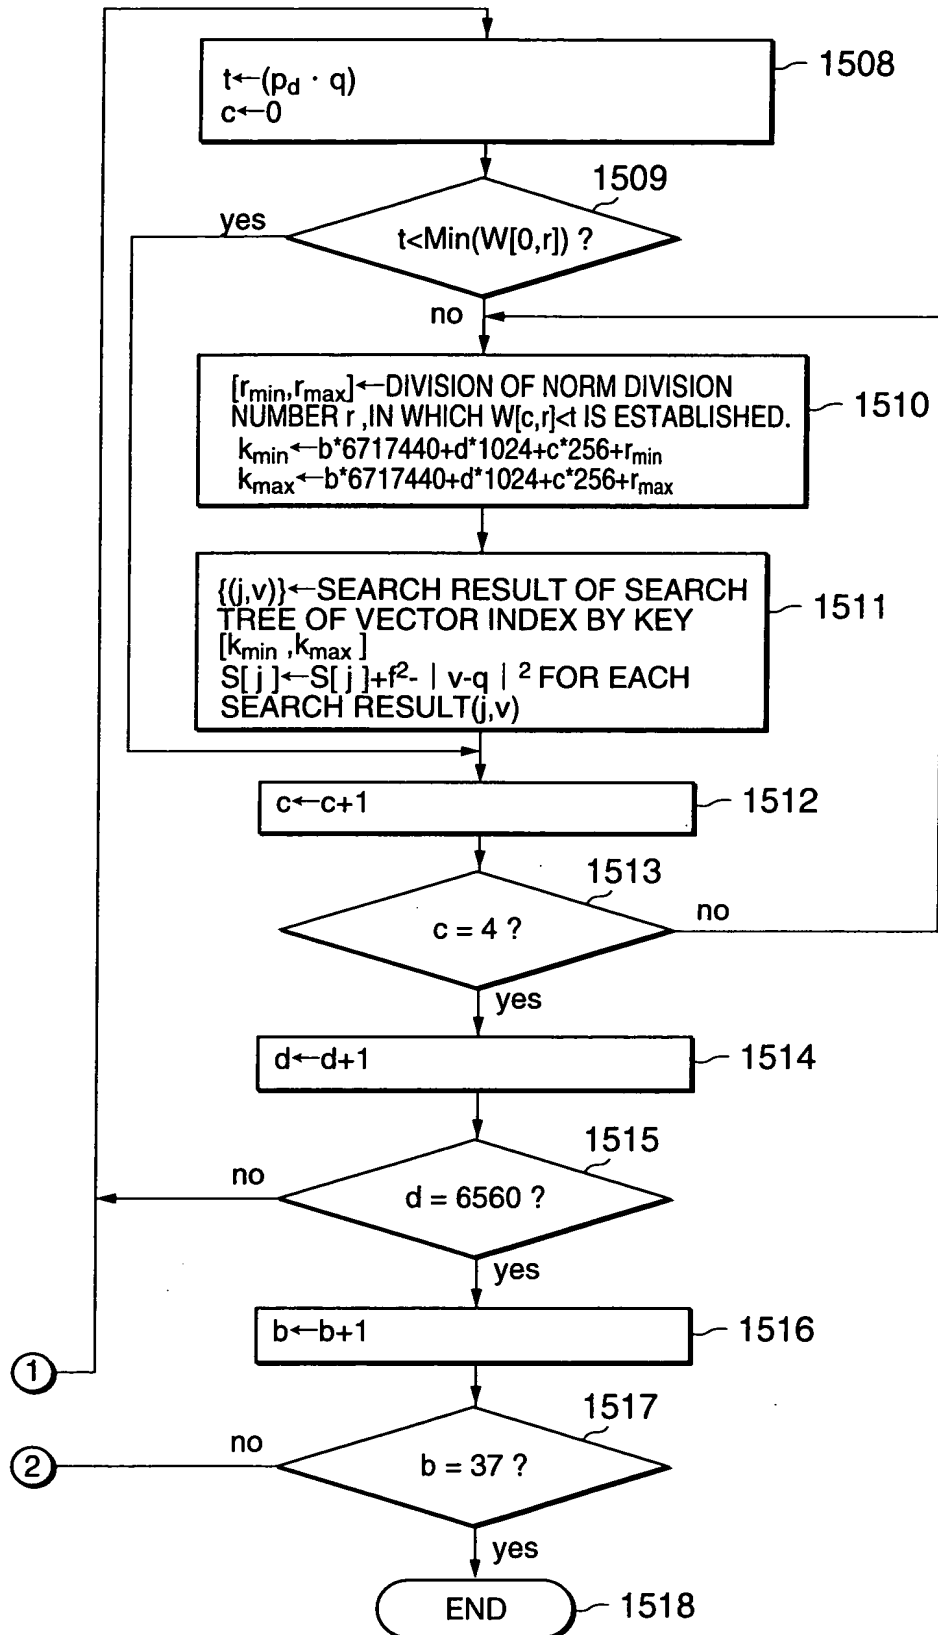 t←(pd · q)
c←0
1508
1509
yes
t<Min(W[0,r]) ?
no
[rmin,rmax]←DIVISION OF NORM DIVISION
NUMBER r ,IN WHICH W[c,r]<t IS ESTABLISHED.
kmin←b*6717440+d*1024+c*256+rmin
kmax←b*6717440+d*1024+c*256+rmax
1510
{(j,v)}←SEARCH RESULT OF SEARCH
TREE OF VECTOR INDEX BY KEY
[kmin ,kmax ]
S[ j ]←S[ j ]+f²- | v-q | ² FOR EACH
SEARCH RESULT(j,v)
1511
c←c+1
1512
1513
c = 4 ?
no
yes
d←d+1
1514
1515
no
d = 6560 ?
yes
b←b+1
1516
1
1517
no
2
b = 37 ?
yes
END
1518